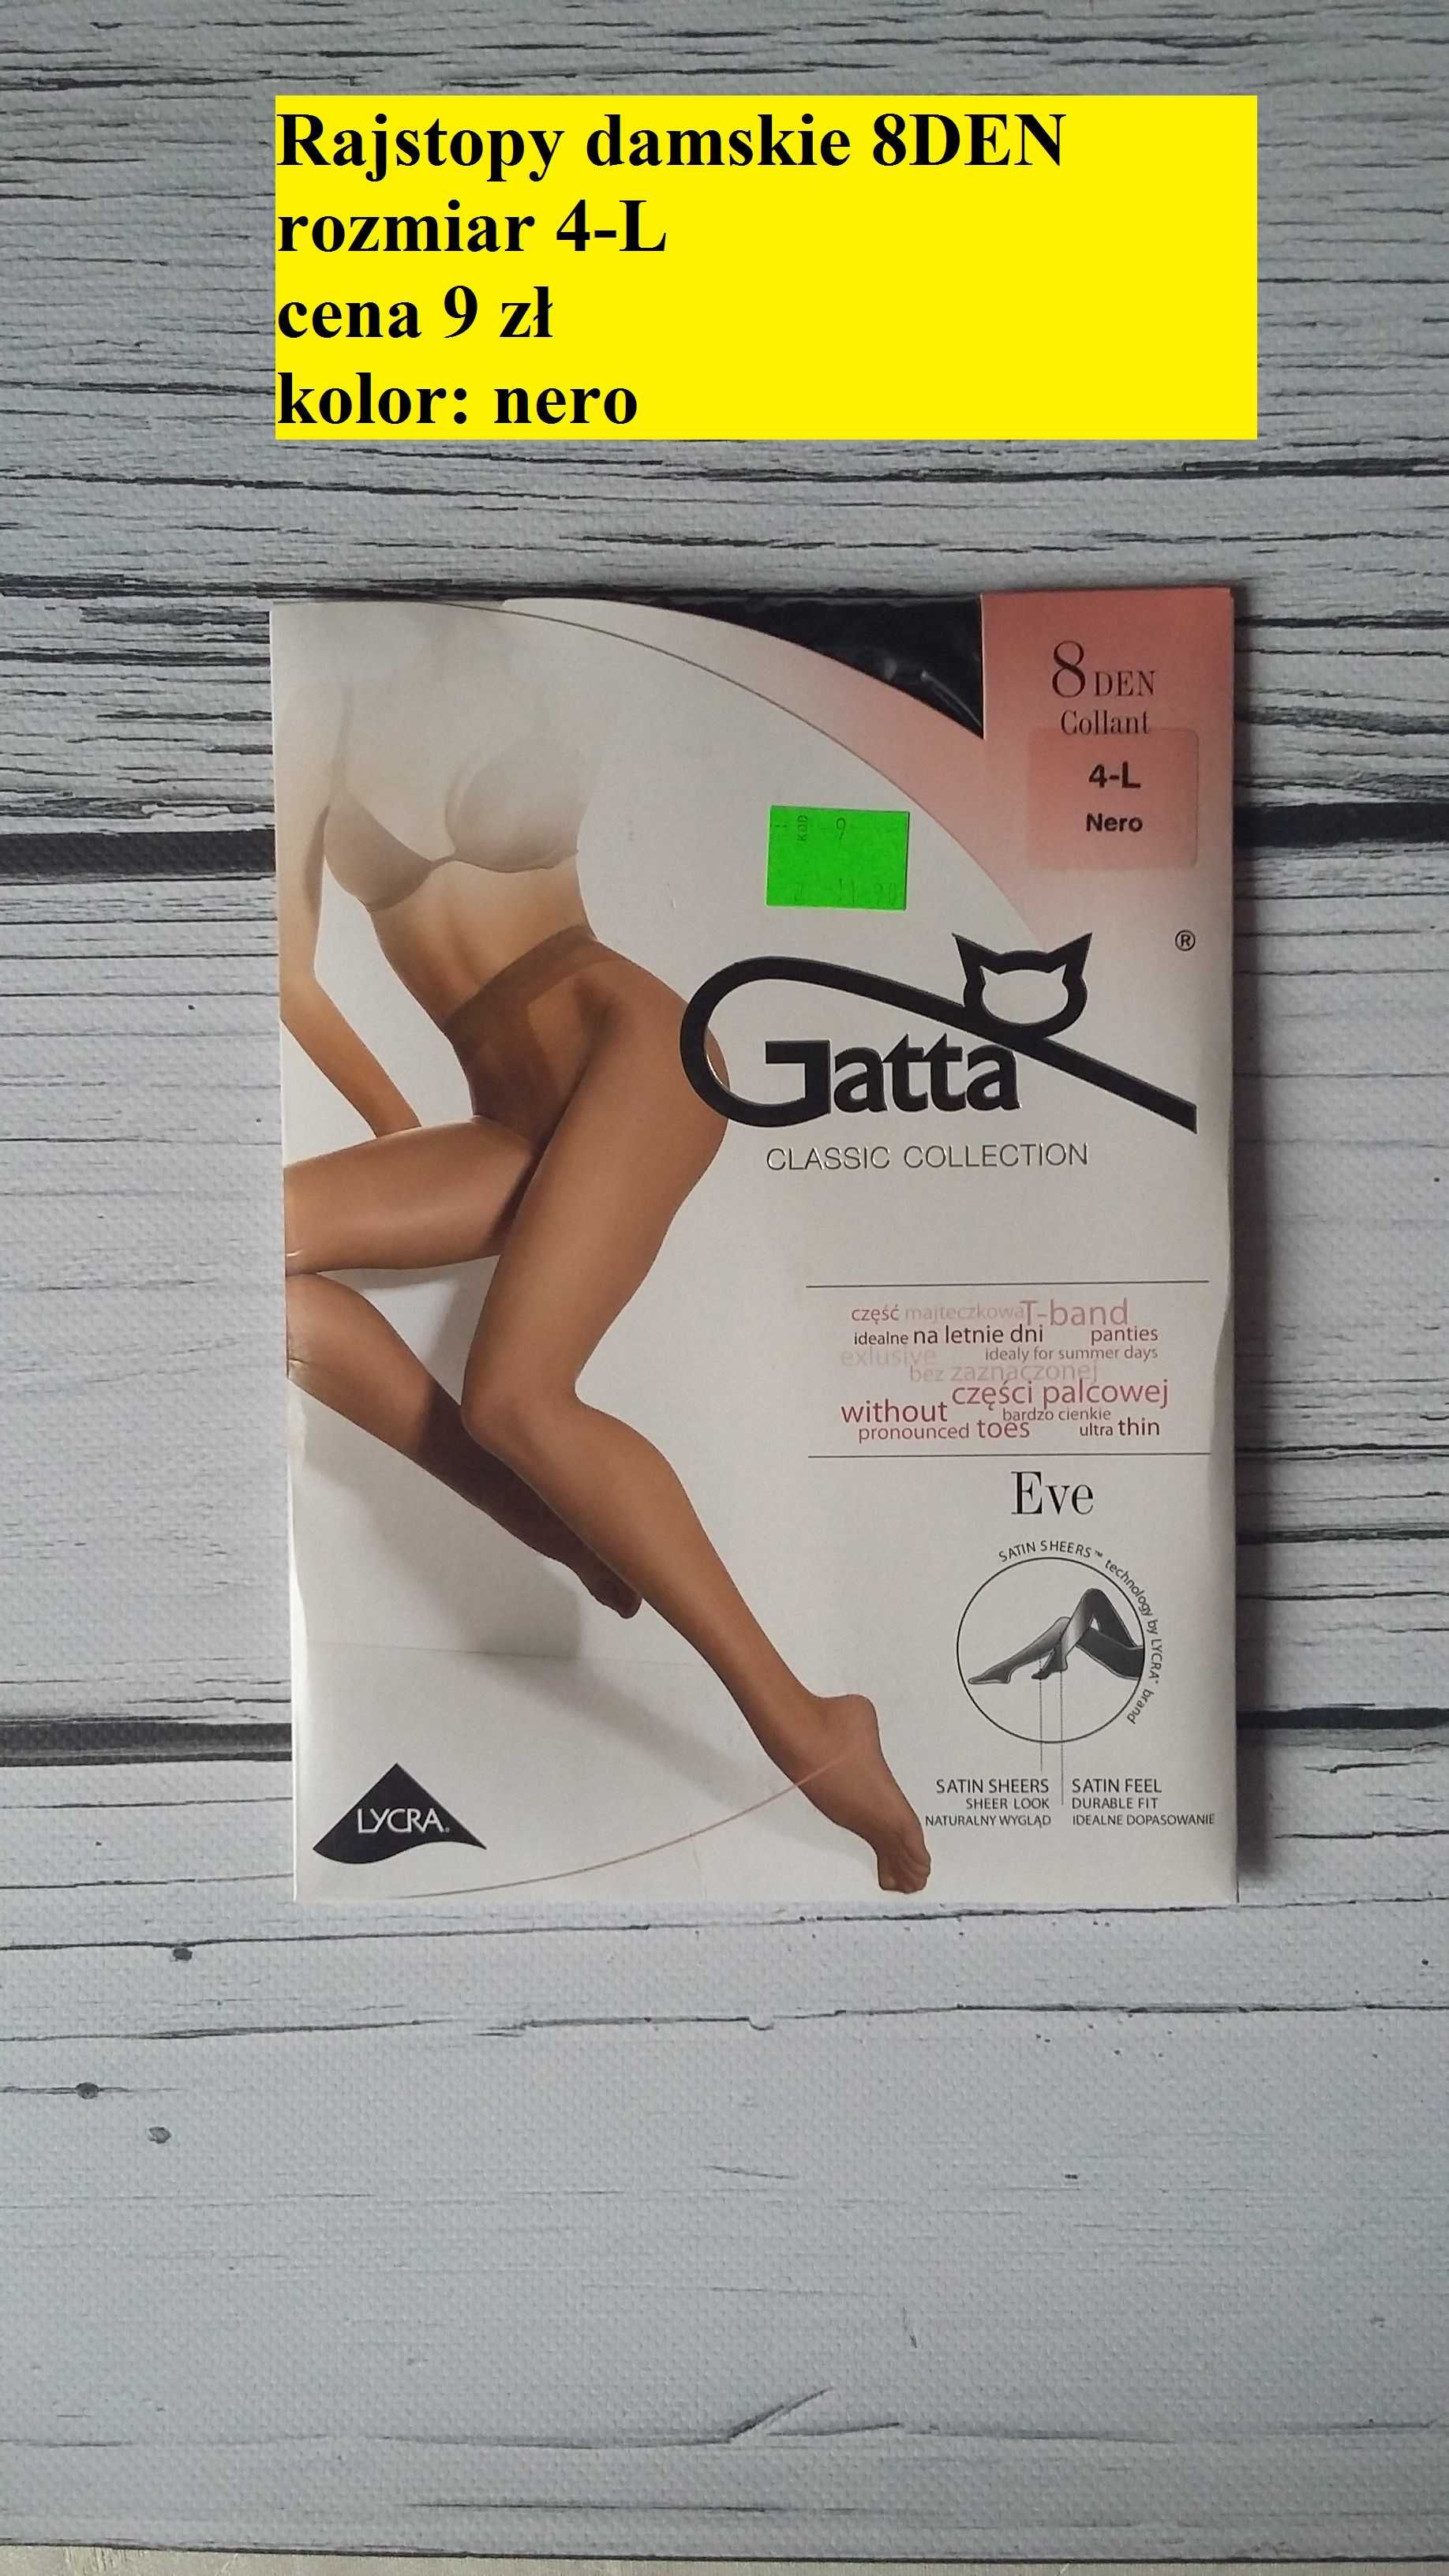 Rajstopy damskie 8DEN
rozmiar 4-L
cena 9 zł
kolor: nero
8 DEN
Collant
4-L
Nero
KOD 9
®
Gatta
CLASSIC COLLECTION
część majteczkowa T-band
idealne na letnie dni panties
exlusive idealy for summer days
bez zaznaczonej
części palcowej
without bardzo cienkie
pronounced toes ultra thin
Eve
SATIN SHEERS™ technology by LYCRA® brand
SATIN SHEERS SATIN FEEL
SHEER LOOK DURABLE FIT
NATURALNY WYGLĄD IDEALNE DOPASOWANIE
LYCRA®